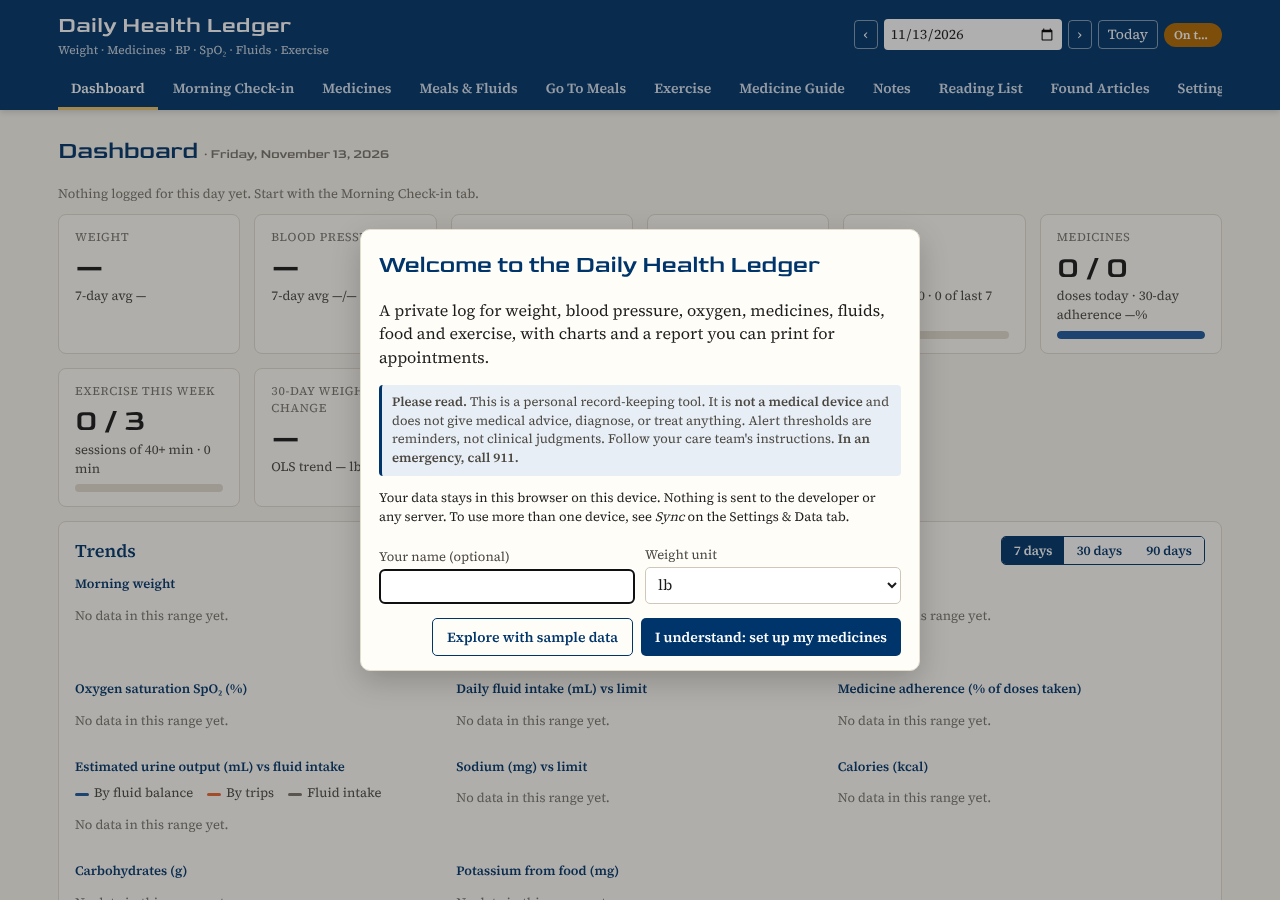 Daily Health Ledger
Weight · Medicines · BP · SpO₂ · Fluids · Exercise
‹ 11/13/2026 › Today On t...
Dashboard Morning Check-in Medicines Meals & Fluids Go To Meals Exercise Medicine Guide Notes Reading List Found Articles Setting
Dashboard · Friday, November 13, 2026
Nothing logged for this day yet. Start with the Morning Check-in tab.
WEIGHT
—
7-day avg —
BLOOD PRESS
—
7-day avg —/—
0 · 0 of last 7
MEDICINES
0 / 0
doses today · 30-day
adherence —%
EXERCISE THIS WEEK
0 / 3
sessions of 40+ min · 0
min
30-DAY WEIGH
CHANGE
—
OLS trend — lb
Welcome to the Daily Health Ledger
A private log for weight, blood pressure, oxygen, medicines, fluids,
food and exercise, with charts and a report you can print for
appointments.
Please read. This is a personal record-keeping tool. It is not a medical device and
does not give medical advice, diagnose, or treat anything. Alert thresholds are
reminders, not clinical judgments. Follow your care team's instructions. In an
emergency, call 911.
Your data stays in this browser on this device. Nothing is sent to the developer or
any server. To use more than one device, see Sync on the Settings & Data tab.
Your name (optional)
Weight unit
lb
Explore with sample data
I understand: set up my medicines
Trends
7 days 30 days 90 days
Morning weight
No data in this range yet.
s range yet.
Oxygen saturation SpO₂ (%)
No data in this range yet.
Daily fluid intake (mL) vs limit
No data in this range yet.
Medicine adherence (% of doses taken)
No data in this range yet.
Estimated urine output (mL) vs fluid intake
By fluid balance By trips Fluid intake
No data in this range yet.
Sodium (mg) vs limit
No data in this range yet.
Calories (kcal)
No data in this range yet.
Carbohydrates (g)
Potassium from food (mg)